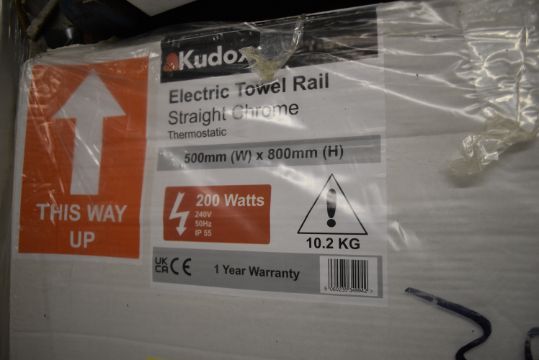 Kudox
Electric Towel Rail
Straight Chrome
Thermostatic
500mm (W) x 800mm (H)
THIS WAY
UP
200 Watts
240V
50Hz
IP 55
10.2 KG
UK
CA CE
1 Year Warranty